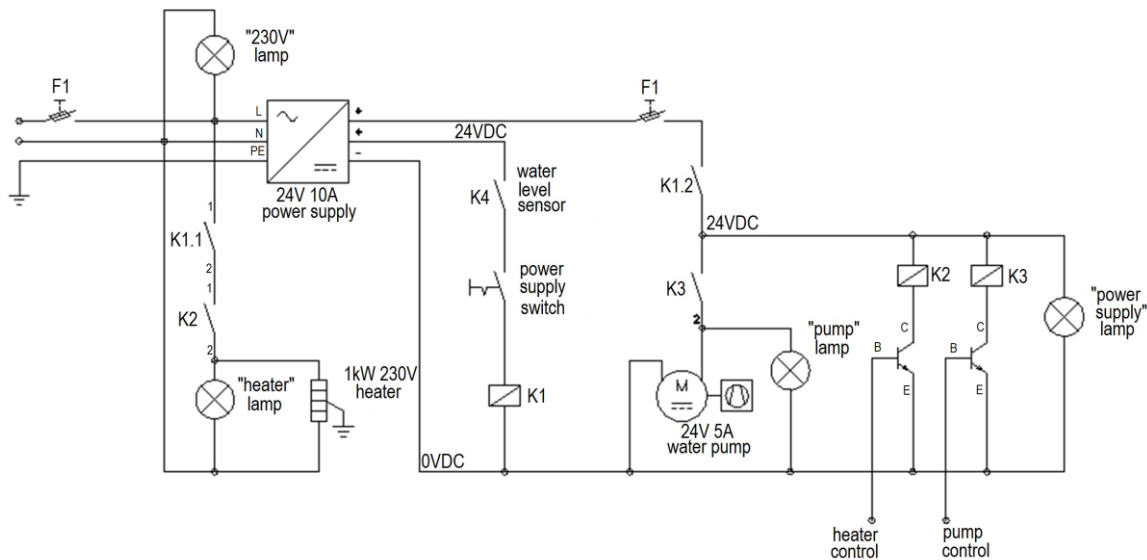 "230V"
lamp
F1
F1
L
N
PE
+
+
-
24VDC
24V 10A
power supply
water
level
sensor
K4
K1.2
24VDC
1
K1.1
2
1
K2
2
power
supply
switch
K3
2
K2
K3
"power
supply"
lamp
"pump"
lamp
C
C
B
B
E
E
"heater"
lamp
1kW 230V
heater
K1
M
24V 5A
water pump
0VDC
heater
control
pump
control